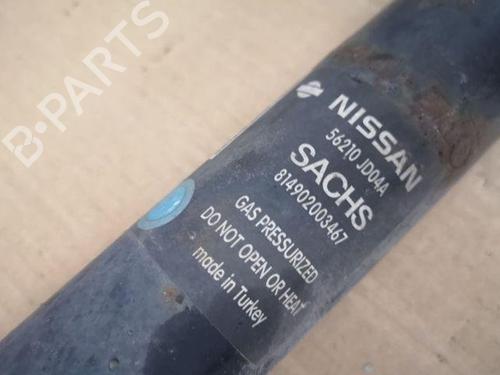 B-PARTS
NISSAN
56210 JD04A
SACHS
814902003467
GAS PRESSURIZED
DO NOT OPEN OR HEAT
made in Turkey